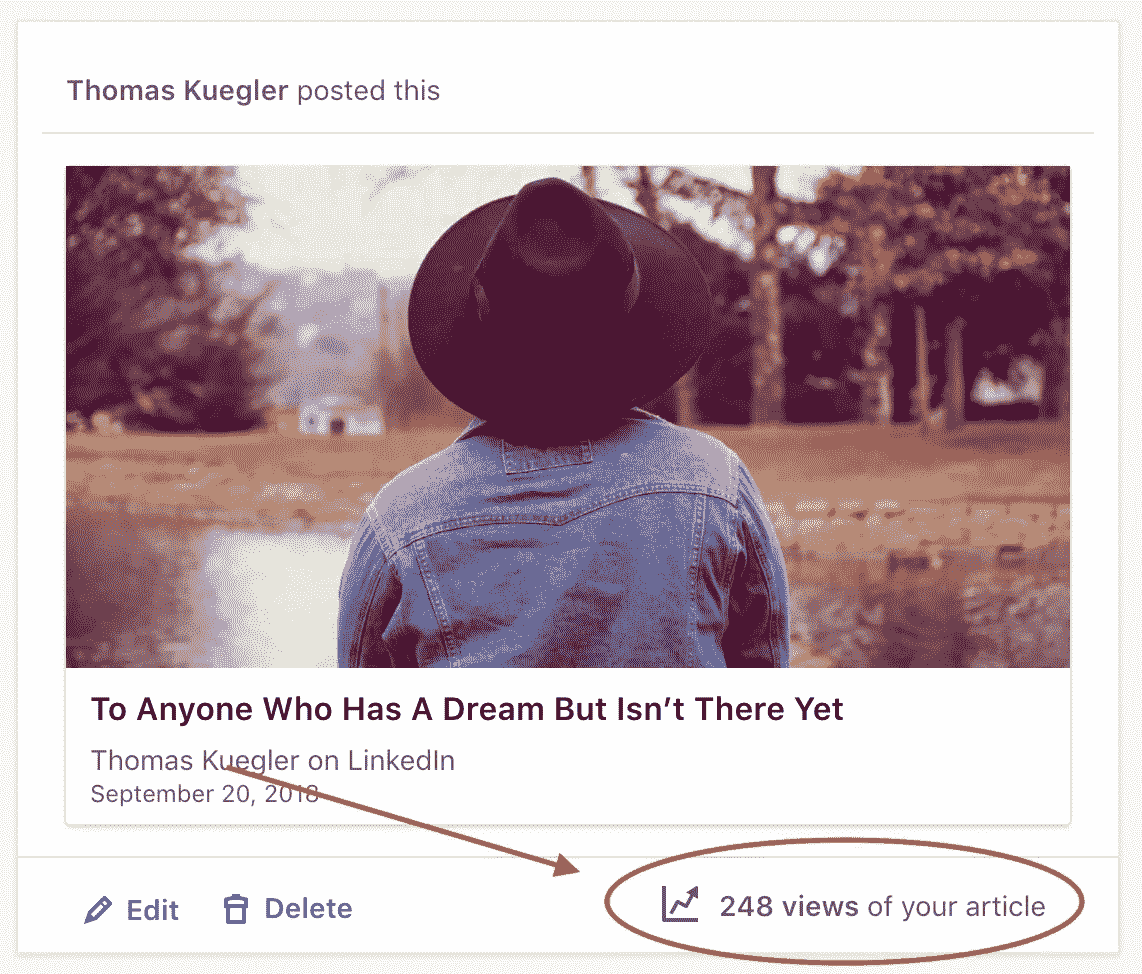 Thomas Kuegler posted this
To Anyone Who Has A Dream But Isn’t There Yet
Thomas Kuegler on LinkedIn
September 20, 2018
Edit
Delete
248 views of your article